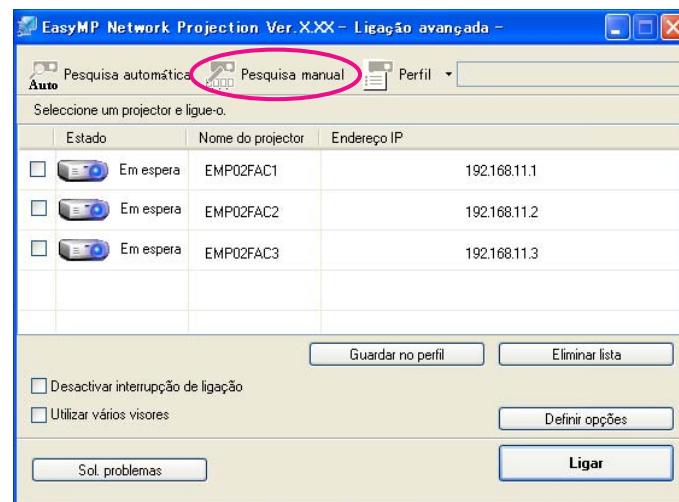 EasyMP Network Projection Ver.X.XX – Ligação avançada –
Auto Pesquisa automática Pesquisa manual Perfil
Seleccione um projector e ligue-o.
Estado Nome do projector Endereço IP
Em espera EMP02FAC1 192.168.11.1
Em espera EMP02FAC2 192.168.11.2
Em espera EMP02FAC3 192.168.11.3
Guardar no perfil Eliminar lista
Desactivar interrupção de ligação
Utilizar vários visores Definir opções
Sol. problemas Ligar